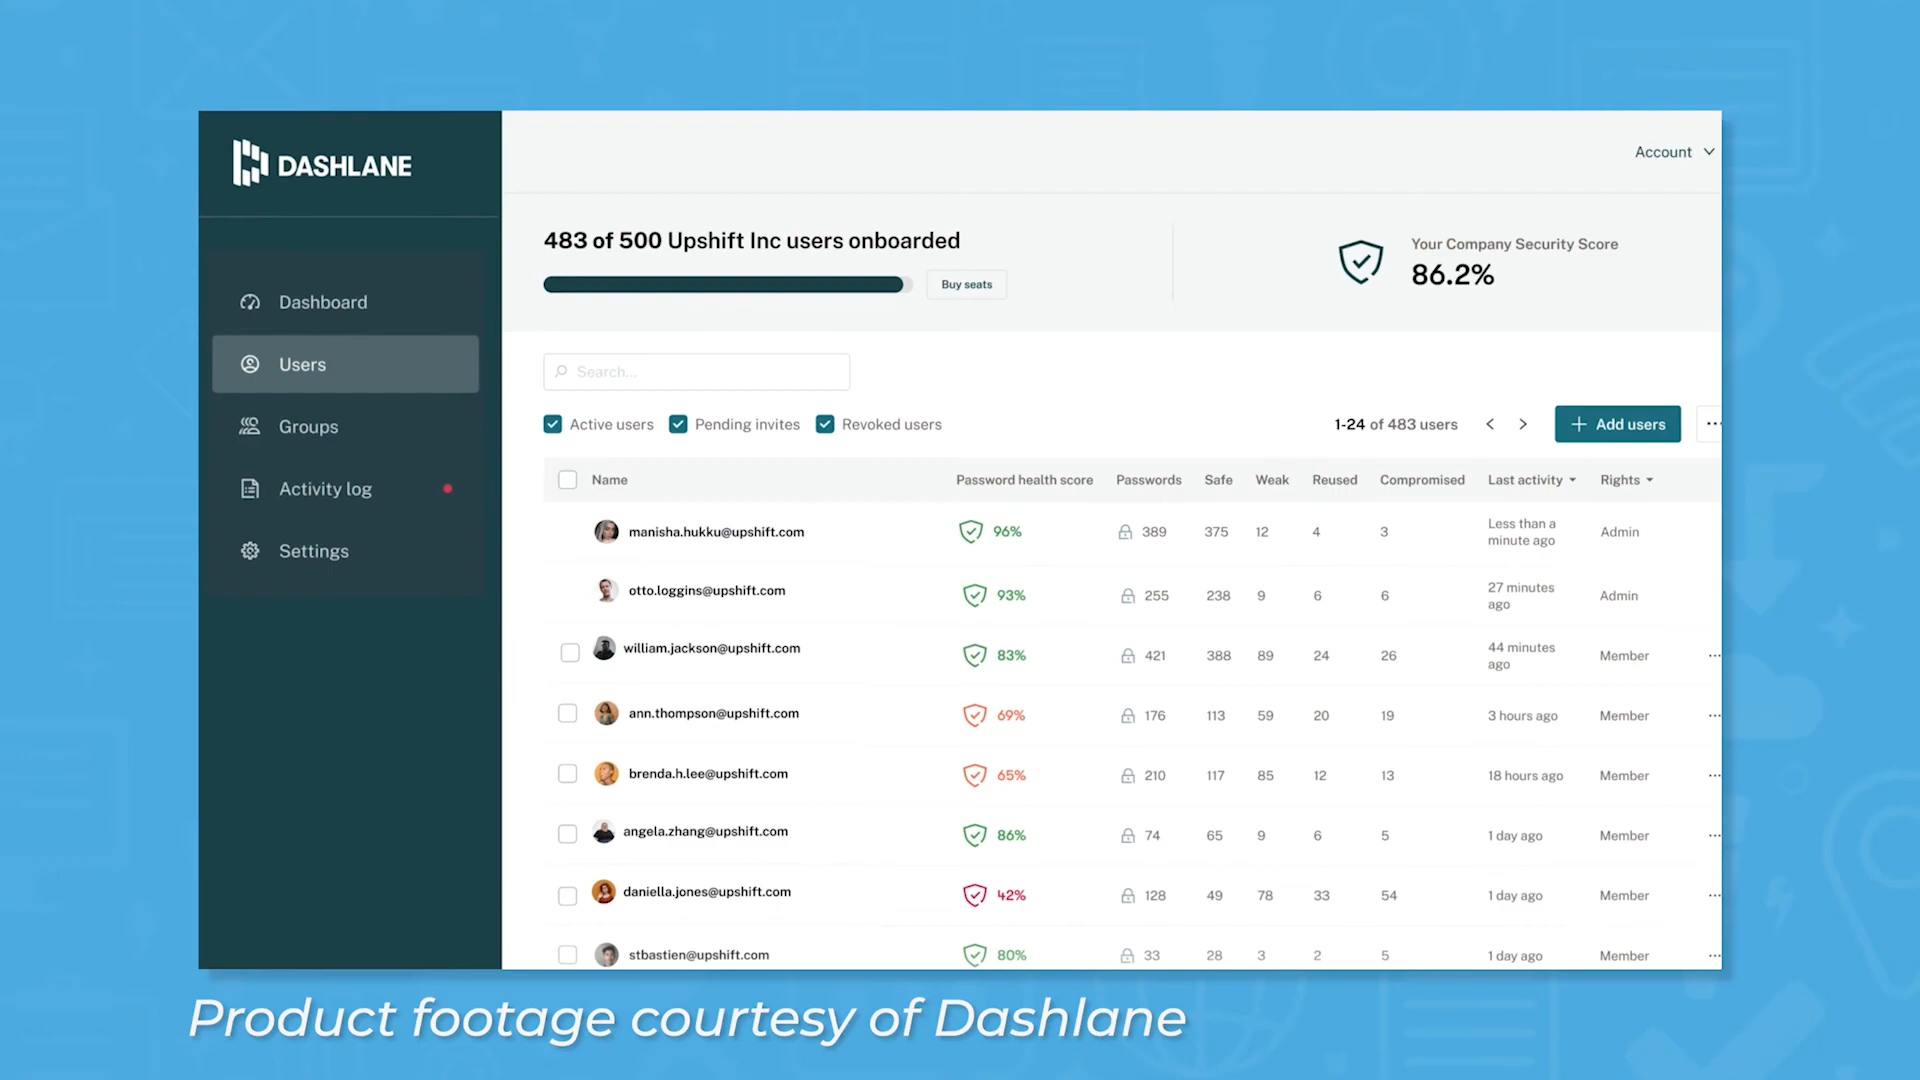 DASHLANE
Account
483 of 500 Upshift Inc users onboarded
Buy seats
Your Company Security Score
86.2%
Dashboard
Users
Groups
Activity log
Settings
Search...
Active users Pending invites Revoked users
1-24 of 483 users
+ Add users
Name Password health score Passwords Safe Weak Reused Compromised Last activity Rights
manisha.hukku@upshift.com 96% 389 375 12 4 3 Less than a minute ago Admin
otto.loggins@upshift.com 93% 255 238 9 6 6 27 minutes ago Admin
william.jackson@upshift.com 83% 421 388 89 24 26 44 minutes ago Member
ann.thompson@upshift.com 69% 176 113 59 20 19 3 hours ago Member
brenda.h.lee@upshift.com 65% 210 117 85 12 13 18 hours ago Member
angela.zhang@upshift.com 86% 74 65 9 6 5 1 day ago Member
daniella.jones@upshift.com 42% 128 49 78 33 54 1 day ago Member
stbastien@upshift.com 80% 33 28 3 2 5 1 day ago Member
Product footage courtesy of Dashlane